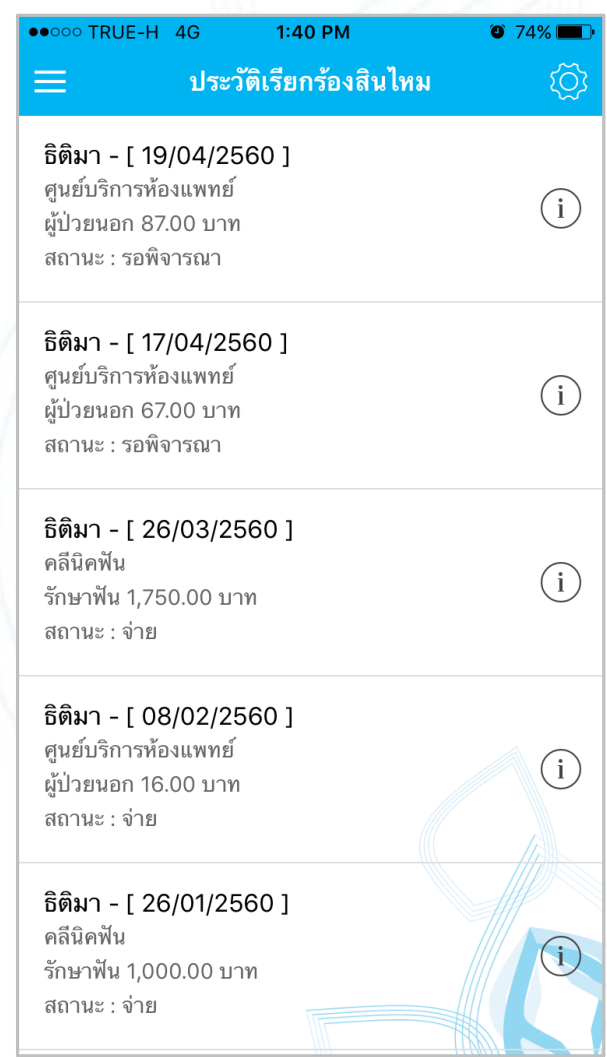 TRUE-H 4G 1:40 PM 74%
ประวัติเรียกร้องสินไหม
ธิติมา - [ 19/04/2560 ]
ศูนย์บริการห้องแพทย์
ผู้ป่วยนอก 87.00 บาท
สถานะ : รอพิจารณา
ธิติมา - [ 17/04/2560 ]
ศูนย์บริการห้องแพทย์
ผู้ป่วยนอก 67.00 บาท
สถานะ : รอพิจารณา
ธิติมา - [ 26/03/2560 ]
คลีนิคฟัน
รักษาฟัน 1,750.00 บาท
สถานะ : จ่าย
ธิติมา - [ 08/02/2560 ]
ศูนย์บริการห้องแพทย์
ผู้ป่วยนอก 16.00 บาท
สถานะ : จ่าย
ธิติมา - [ 26/01/2560 ]
คลีนิคฟัน
รักษาฟัน 1,000.00 บาท
สถานะ : จ่าย